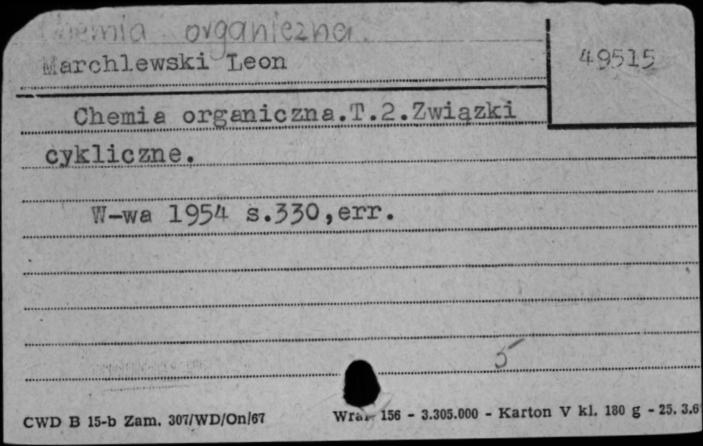 Chemia organiczna.
Marchlewski Leon
49515
Chemia organiczna.T.2.Związki
cykliczne.
W-wa 1954 s.330,err.
5
CWD B 15-b Zam. 307/WD/On/67 156 - 3.305.000 - Karton V kl. 180 g - 25. 3.6